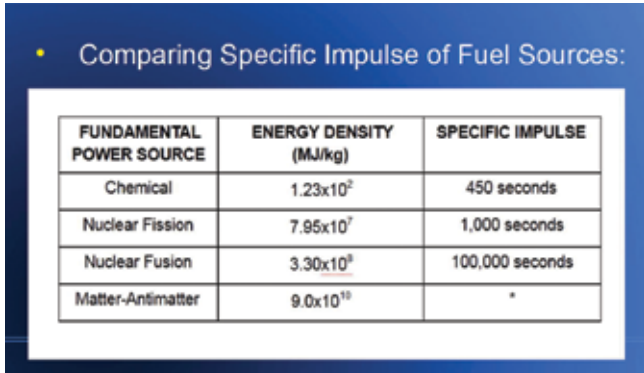 • Comparing Specific Impulse of Fuel Sources:
FUNDAMENTAL POWER SOURCE ENERGY DENSITY (MJ/kg) SPECIFIC IMPULSE
Chemical 1.23x10² 450 seconds
Nuclear Fission 7.95x10⁷ 1,000 seconds
Nuclear Fusion 3.30x10⁸ 100,000 seconds
Matter-Antimatter 9.0x10¹⁰ *